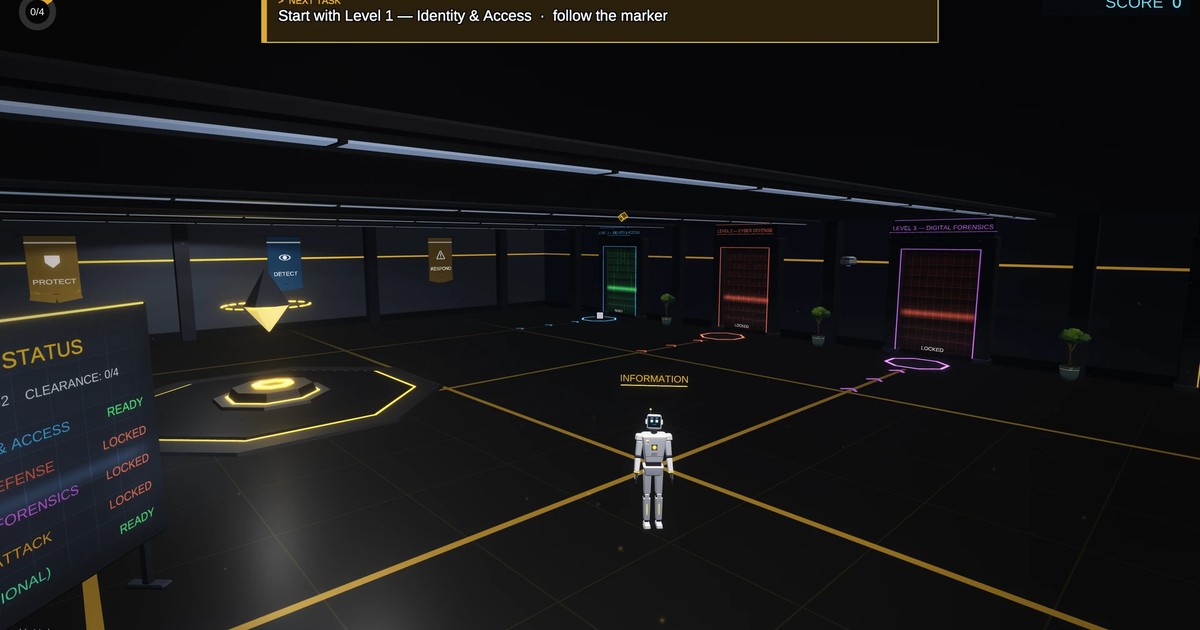 0/4
> NEXT TASK
Start with Level 1 — Identity & Access · follow the marker
SCORE 0
PROTECT
DETECT
RESPOND
LEVEL 2 — CYBER DEFENSE
LEVEL 3 — DIGITAL FORENSICS
LOCKED
LOCKED
INFORMATION
STATUS
2 CLEARANCE: 0/4
& ACCESS READY
EFENSE LOCKED
FORENSICS LOCKED
LOCKED
ATTACK READY
IONAL)